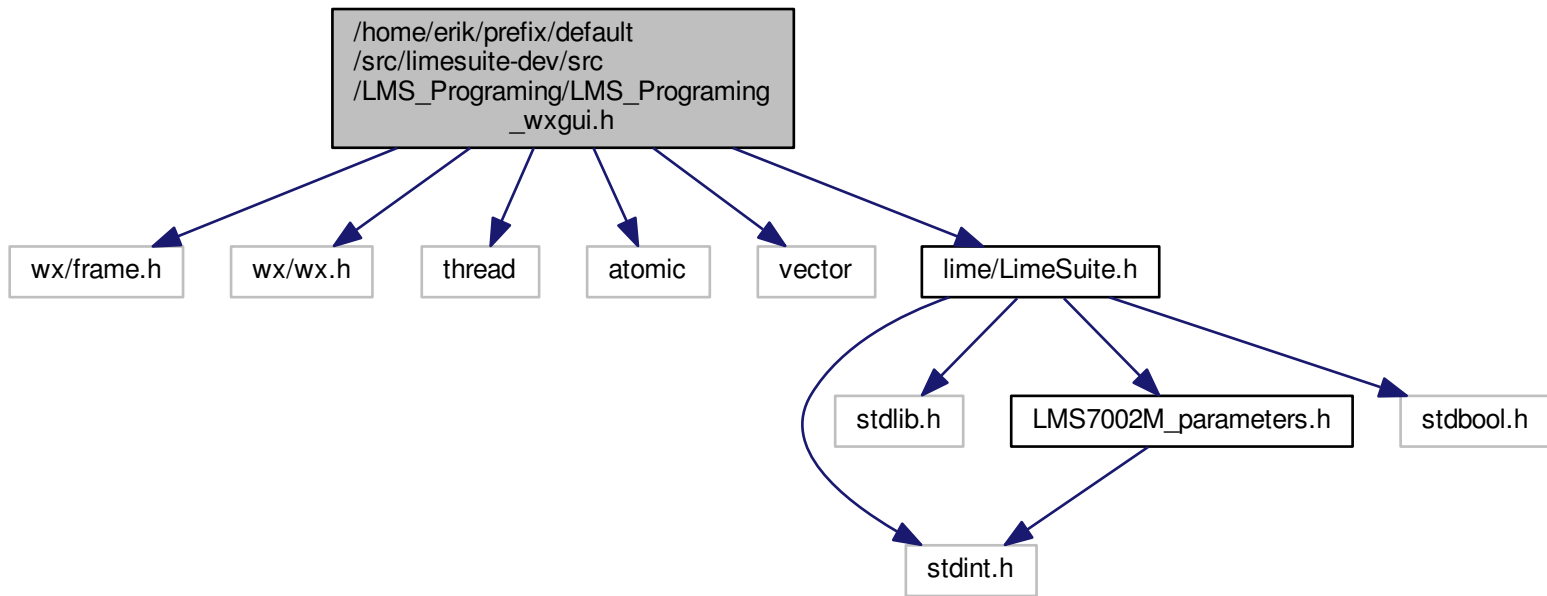 /home/erik/prefix/default
/src/limesuite-dev/src
/LMS_Programing/LMS_Programing
_wxgui.h
wx/frame.h
wx/wx.h
thread
atomic
vector
lime/LimeSuite.h
stdlib.h
LMS7002M_parameters.h
stdbool.h
stdint.h